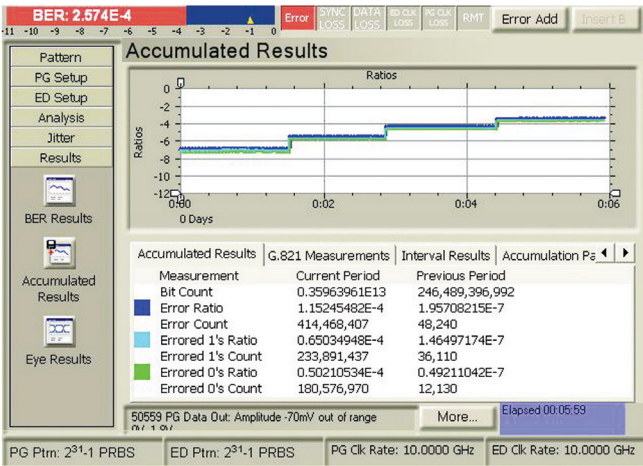 BER: 2.574E-4
-11 -10 -9 -8 -7 -6 -5 -4 -3 -2 -1 0
Error
SYNC LOSS
DATA LOSS
ED CLK LOSS
PG CLK LOSS
RMT
Error Add
Insert B
Pattern
PG Setup
ED Setup
Analysis
Jitter
Results
BER Results
Accumulated
Results
Eye Results
Accumulated Results
Ratios
Ratios
0
-2
-4
-6
-8
-10
-12
0:00 0:02 0:04 0:06
0 Days
Accumulated Results G.821 Measurements Interval Results Accumulation Pa
Measurement Current Period Previous Period
Bit Count 0.35963961E13 246,489,396,992
Error Ratio 1.15245482E-4 1.95708215E-7
Error Count 414,468,407 48,240
Errored 1's Ratio 0.65034948E-4 1.46497174E-7
Errored 1's Count 233,891,437 36,110
Errored 0's Ratio 0.50210534E-4 0.49211042E-7
Errored 0's Count 180,576,970 12,130
50559 PG Data Out: Amplitude -70mV out of range
More...
Elapsed 00:05:59
PG Ptrn: 2³¹-1 PRBS ED Ptrn: 2³¹-1 PRBS PG Clk Rate: 10.0000 GHz ED Clk Rate: 10.0000 GHz